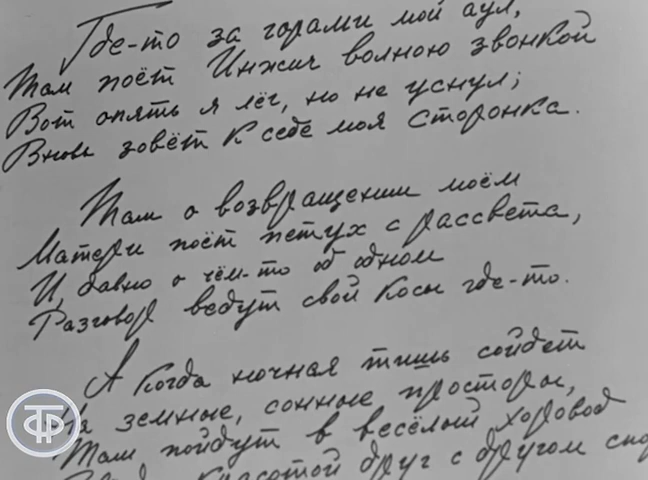 Где-то за горами мой аул,
Там поёт Инжич волною звонкой
Вот опять я лёг, но не уснул;
Вновь зовёт к себе моя сторонка.
Там о возвращении моём
Матери поёт петух с рассвета,
И давно о чём-то об одном
Разговор ведут свой косы где-то.
А когда ночная тишь сойдет
На земные, сонные просторы,
Там пойдут в весёлый хоровод
красотой друг с другом